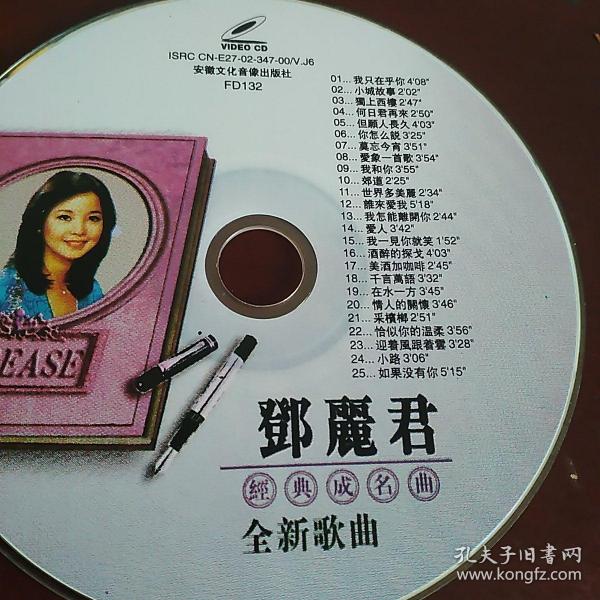 VIDEO CD
ISRC CN-E27-02-347-00/V.J6
安徽文化音像出版社
FD132
01... 我只在乎你 4'08"
02... 小城故事 2'02"
03... 獨上西樓 2'47"
04... 何日君再來 2'50"
05... 但願人長久 4'03"
06... 你怎么説 3'25"
07... 莫忘今宵 3'51"
08... 愛象一首歌 3'54"
09... 我和你 3'55"
10... 郊道 2'25"
11... 世界多美麗 2'34"
12... 誰來愛我 5'18"
13... 我怎能離開你 2'44"
14... 愛人 3'42"
15... 我一見你就笑 1'52"
16... 酒醉的探戈 4'03"
17... 美酒加咖啡 2'45"
18... 千言萬語 3'32"
19... 在水一方 3'45"
20... 情人的關懷 3'46"
21... 采檳榔 2'51"
22... 恰似你的溫柔 3'56"
23... 迎着風跟着雲 3'28"
24... 小路 3'06"
25... 如果没有你 5'15"
EASE
鄧麗君
經典成名曲
全新歌曲
孔夫子旧書网
www.kongfz.com